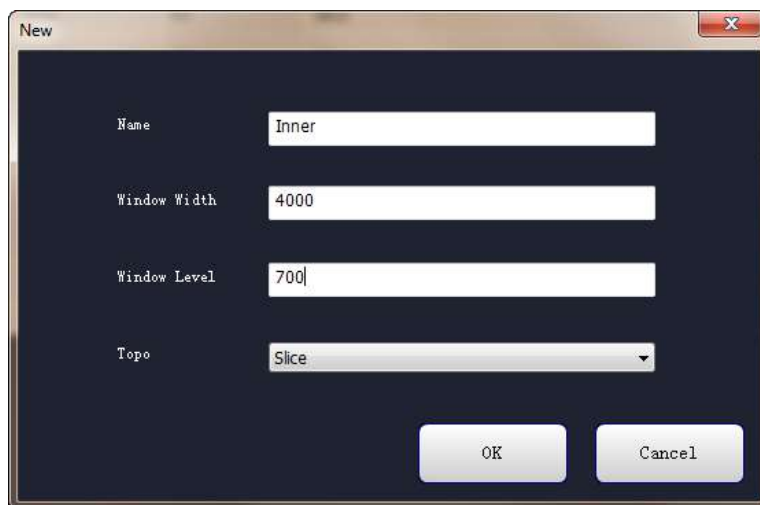 New
Name Inner
Window Width 4000
Window Level 700
Topo Slice
OK Cancel